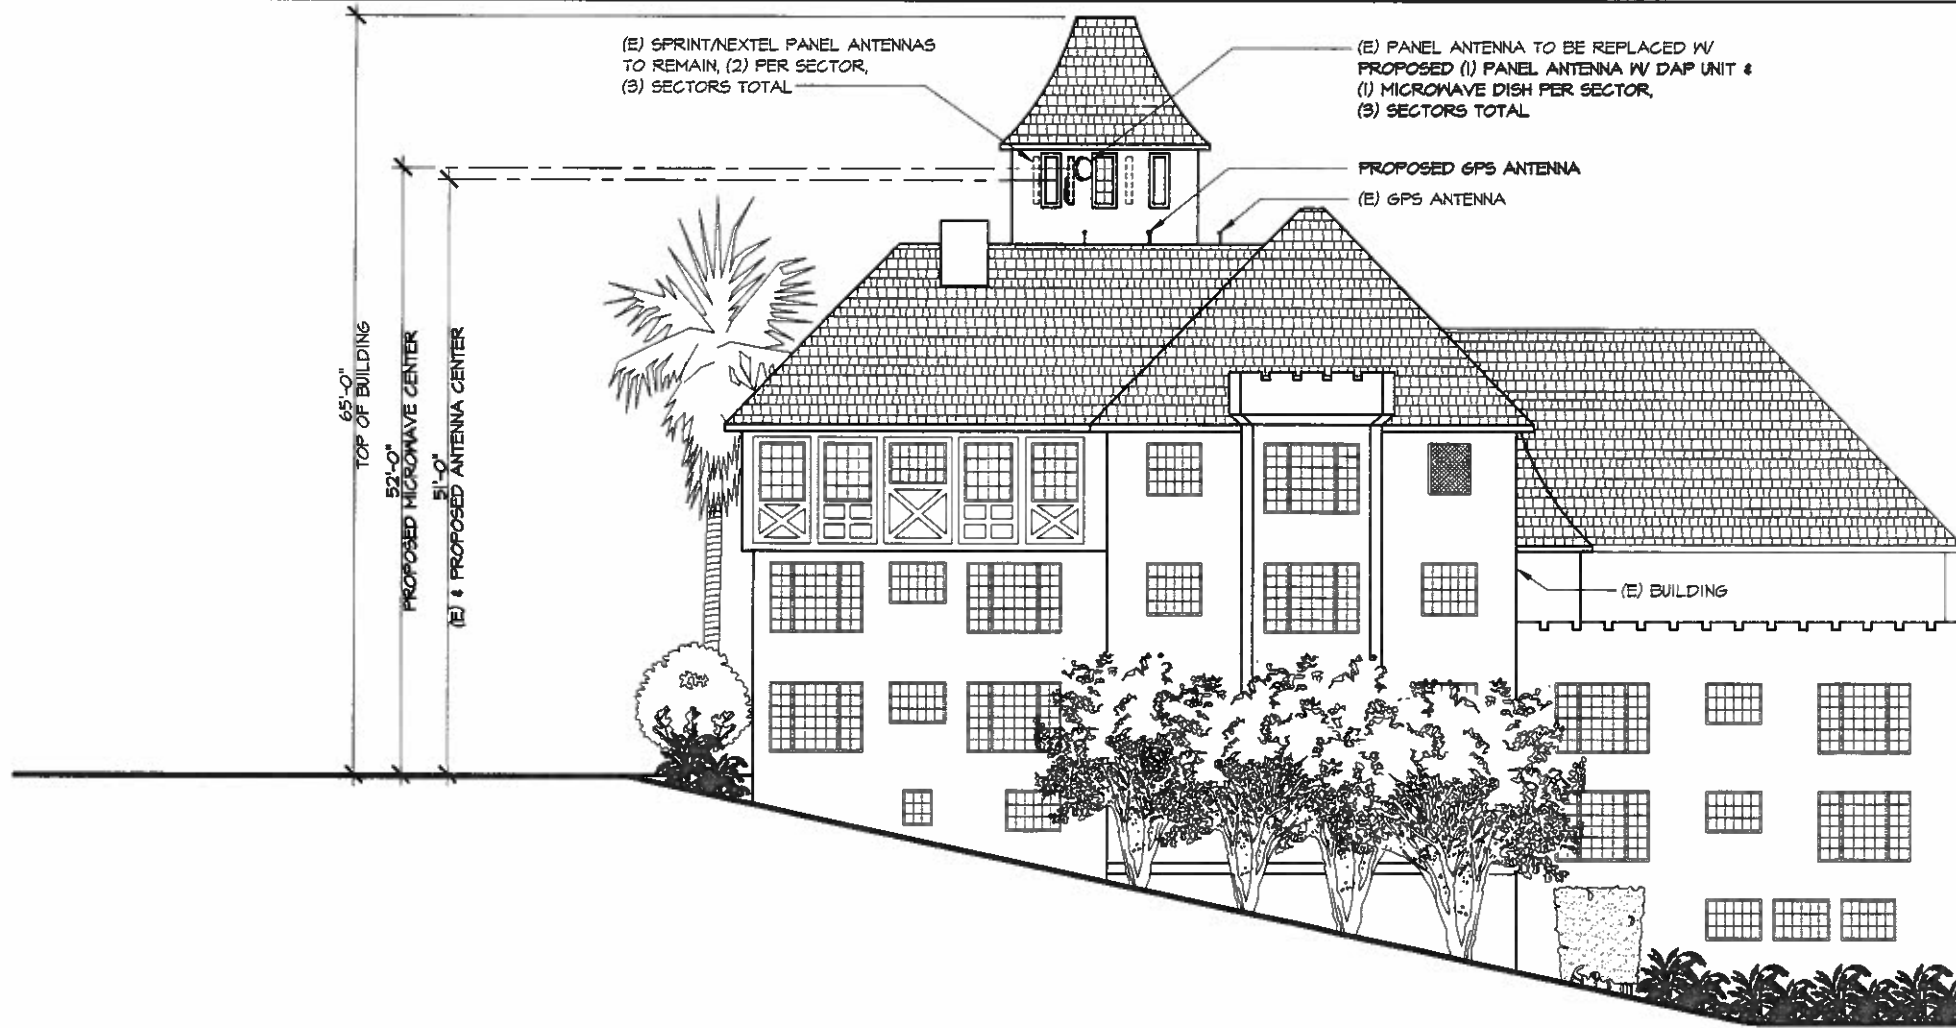 (E) SPRINT/NEXTEL PANEL ANTENNAS
TO REMAIN, (2) PER SECTOR,
(3) SECTORS TOTAL
(E) PANEL ANTENNA TO BE REPLACED W/
PROPOSED (1) PANEL ANTENNA W/ DAP UNIT &
(1) MICROWAVE DISH PER SECTOR,
(3) SECTORS TOTAL
PROPOSED GPS ANTENNA
(E) GPS ANTENNA
65'-0"
TOP OF BUILDING
52'-0"
PROPOSED MICROWAVE CENTER
51'-0"
(E) & PROPOSED ANTENNA CENTER
(E) BUILDING